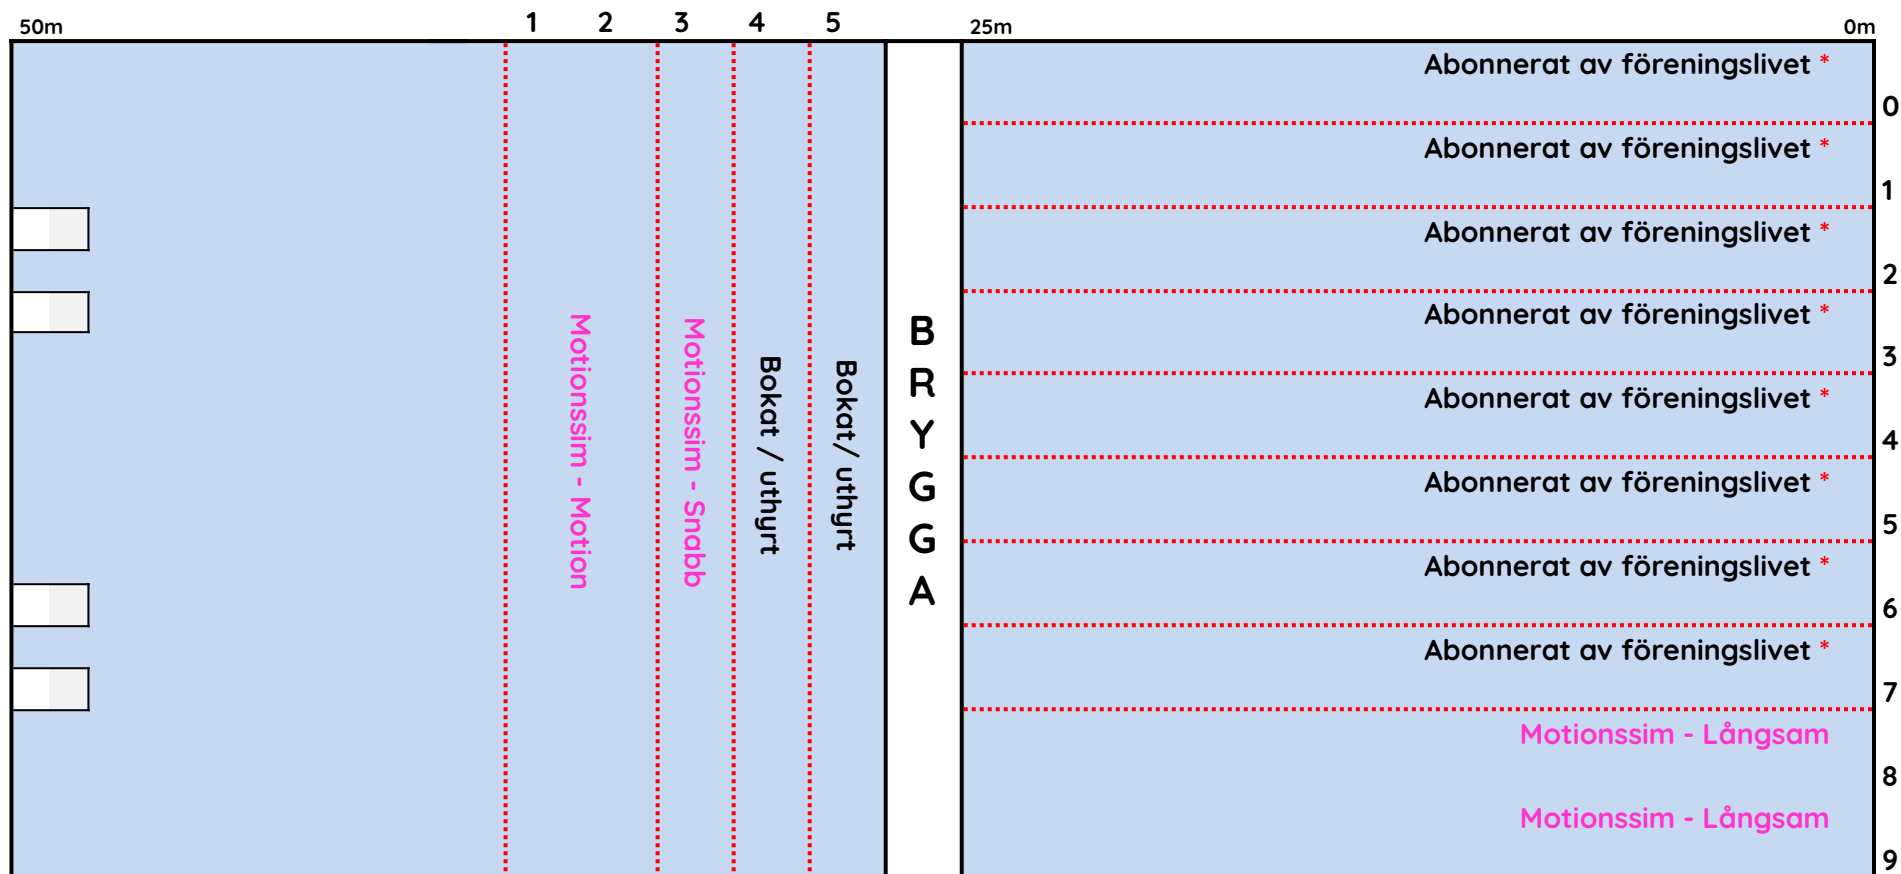 50m
1
2
3
4
5
25m
0m
Motionssim - Motion
Motionssim - Snabb
Bokat / uthyrt
Bokat/ uthyrt
BRYGGA
Abonnerat av föreningslivet *
0
Abonnerat av föreningslivet *
1
Abonnerat av föreningslivet *
2
Abonnerat av föreningslivet *
3
Abonnerat av föreningslivet *
4
Abonnerat av föreningslivet *
5
Abonnerat av föreningslivet *
6
Abonnerat av föreningslivet *
7
Motionssim - Långsam
8
Motionssim - Långsam
9